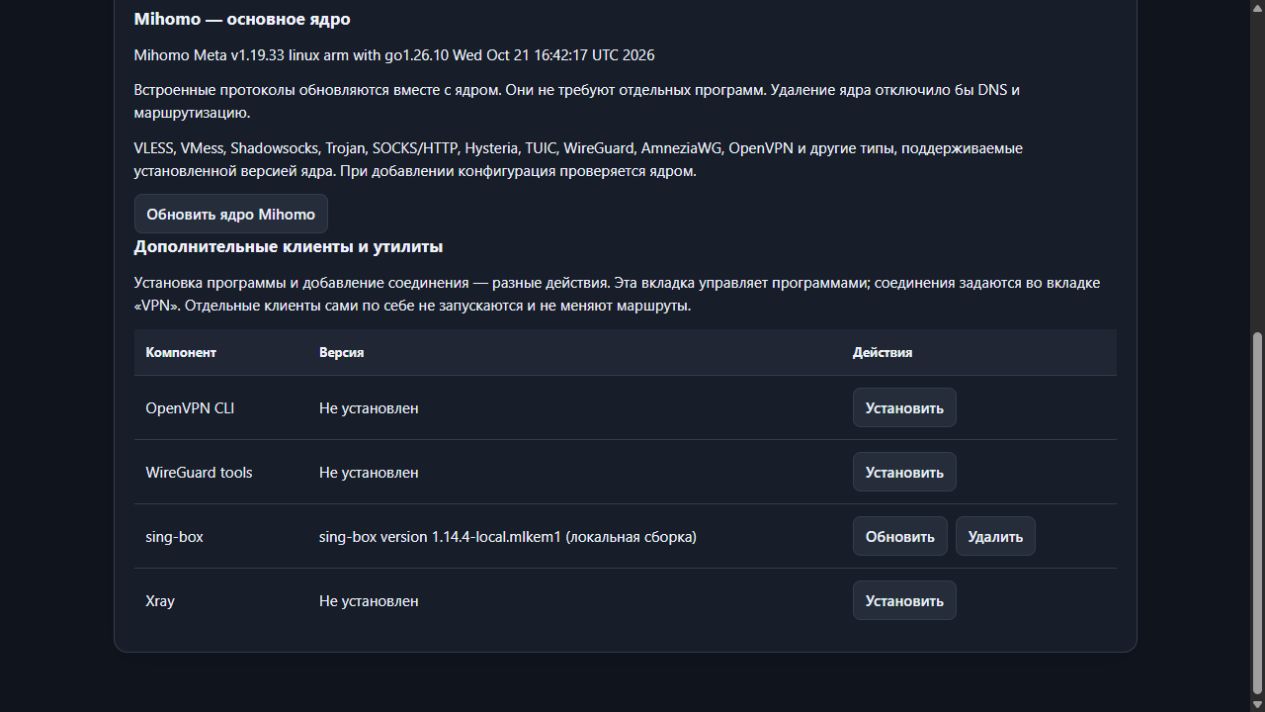 Mihomo — основное ядро
Mihomo Meta v1.19.33 linux arm with go1.26.10 Wed Oct 21 16:42:17 UTC 2026
Встроенные протоколы обновляются вместе с ядром. Они не требуют отдельных программ. Удаление ядра отключило бы DNS и
маршрутизацию.
VLESS, VMess, Shadowsocks, Trojan, SOCKS/HTTP, Hysteria, TUIC, WireGuard, AmneziaWG, OpenVPN и другие типы, поддерживаемые
установленной версией ядра. При добавлении конфигурация проверяется ядром.
Обновить ядро Mihomo
Дополнительные клиенты и утилиты
Установка программы и добавление соединения — разные действия. Эта вкладка управляет программами; соединения задаются во вкладке
«VPN». Отдельные клиенты сами по себе не запускаются и не меняют маршруты.
Компонент Версия Действия
OpenVPN CLI Не установлен Установить
WireGuard tools Не установлен Установить
sing-box sing-box version 1.14.4-local.mlkem1 (локальная сборка) Обновить Удалить
Xray Не установлен Установить